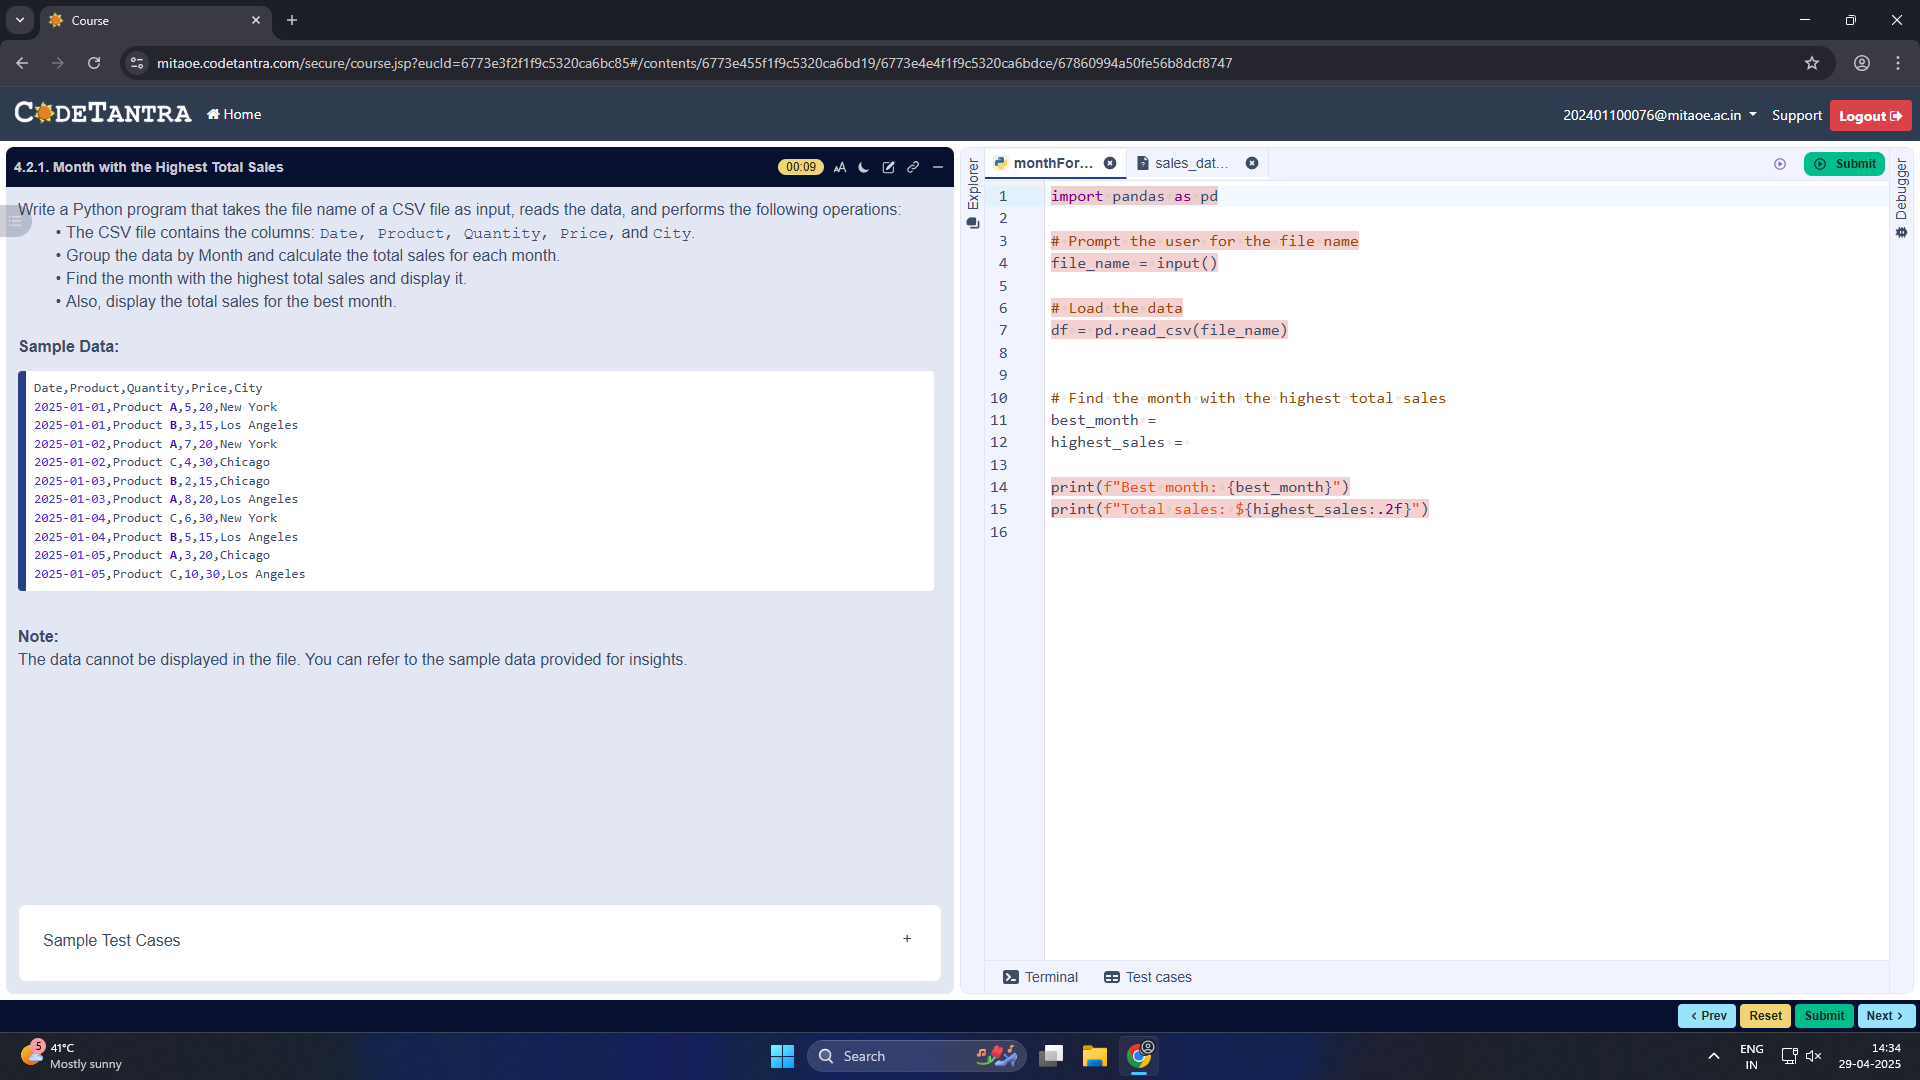 Course
mitaoe.codetantra.com/secure/course.jsp?eucId=6773e3f2f1f9c5320ca6bc85#/contents/6773e455f1f9c5320ca6bd19/6773e4e4f1f9c5320ca6bdce/67860994a50fe56b8dcf8747
CODETANTRA
Home
202401100076@mitaoe.ac.in
Support
Logout
4.2.1. Month with the Highest Total Sales
00:09
AA
Write a Python program that takes the file name of a CSV file as input, reads the data, and performs the following operations:
• The CSV file contains the columns: Date, Product, Quantity, Price, and City.
• Group the data by Month and calculate the total sales for each month.
• Find the month with the highest total sales and display it.
• Also, display the total sales for the best month.
Sample Data:
Date,Product,Quantity,Price,City
2025-01-01,Product A,5,20,New York
2025-01-01,Product B,3,15,Los Angeles
2025-01-02,Product A,7,20,New York
2025-01-02,Product C,4,30,Chicago
2025-01-03,Product B,2,15,Chicago
2025-01-03,Product A,8,20,Los Angeles
2025-01-04,Product C,6,30,New York
2025-01-04,Product B,5,15,Los Angeles
2025-01-05,Product A,3,20,Chicago
2025-01-05,Product C,10,30,Los Angeles
Note:
The data cannot be displayed in the file. You can refer to the sample data provided for insights.
Sample Test Cases
+
Explorer
monthFor...
sales_dat...
Submit
Debugger
1 import pandas as pd
2
3 # Prompt the user for the file name
4 file_name = input()
5
6 # Load the data
7 df = pd.read_csv(file_name)
8
9
10 # Find the month with the highest total sales
11 best_month =
12 highest_sales =
13
14 print(f"Best month: {best_month}")
15 print(f"Total sales: ${highest_sales:.2f}")
16
Terminal
Test cases
< Prev
Reset
Submit
Next >
5
41°C
Mostly sunny
Search
ENG
IN
14:34
29-04-2025